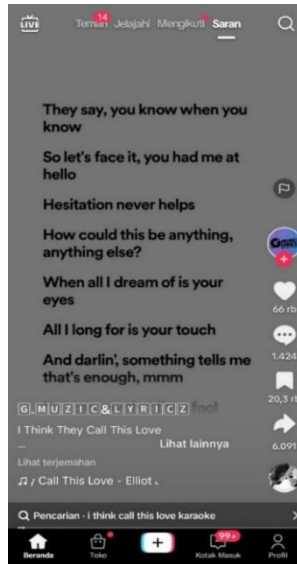 LIVE
Teman 14 Jelajahi Mengikuti Saran
They say, you know when you
know
So let's face it, you had me at
hello
Hesitation never helps
How could this be anything,
anything else?
When all I dream of is your
eyes
All I long for is your touch
And darlin', something tells me
that's enough, mmm
fool
G.MUZIC&LYRICZ
I Think They Call This Love
... Lihat lainnya
Lihat terjemahan
/ Call This Love - Elliot
66 rb
1.424
20,3 rb
6.091
Pencarian · i think call this love karaoke
99+
Beranda Toko Kotak Masuk Profil